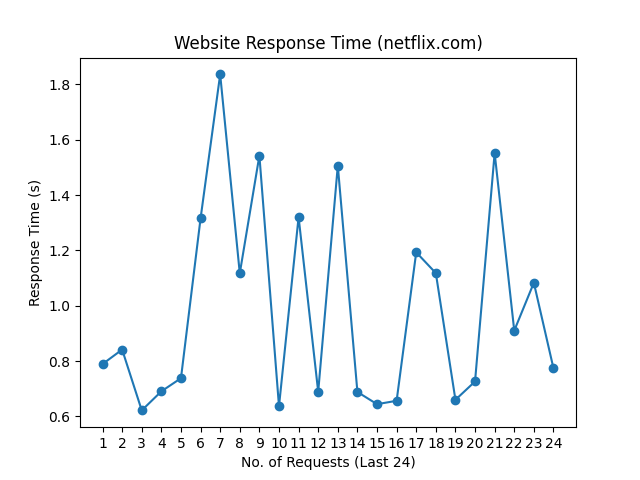 Website Response Time (netflix.com)
Response Time (s)
1.8
1.6
1.4
1.2
1.0
0.8
0.6
1 2 3 4 5 6 7 8 9 10 11 12 13 14 15 16 17 18 19 20 21 22 23 24
No. of Requests (Last 24)